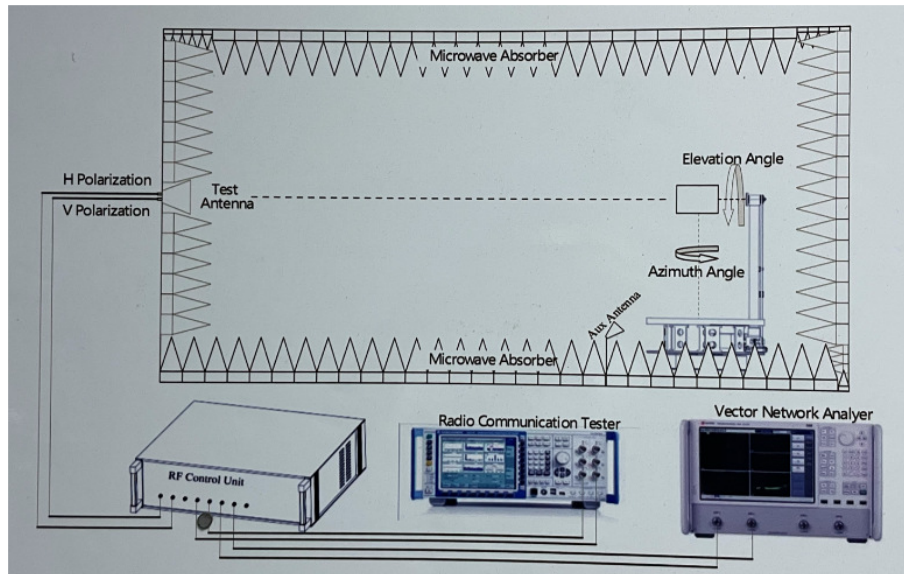 Microwave Absorber
Elevation Angle
H Polarization
Test
Antenna
V Polarization
Azimuth Angle
Aux Antenna
Microwave Absorber
Radio Communication Tester
Vector Network Analyer
RF Control Unit